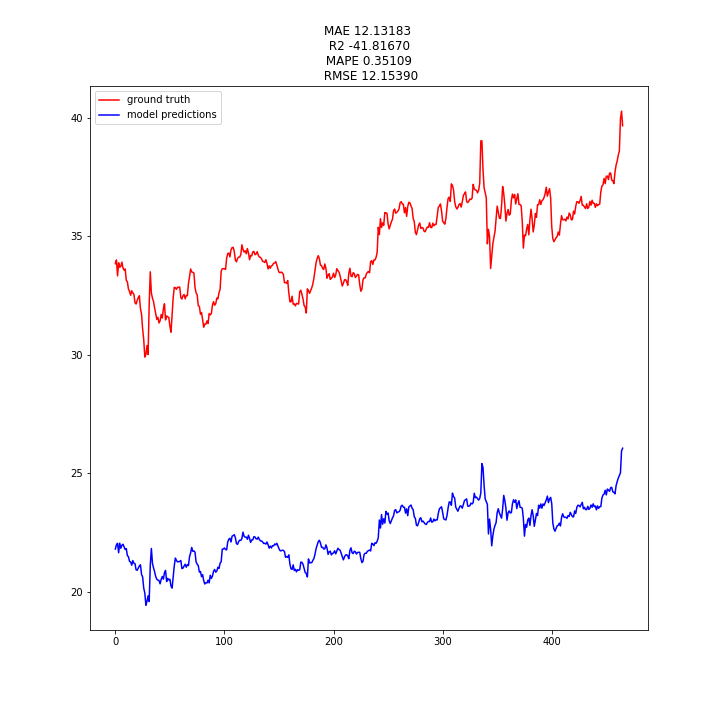 MAE 12.13183
R2 -41.81670
MAPE 0.35109
RMSE 12.15390
ground truth
model predictions
40
35
30
25
20
0 100 200 300 400